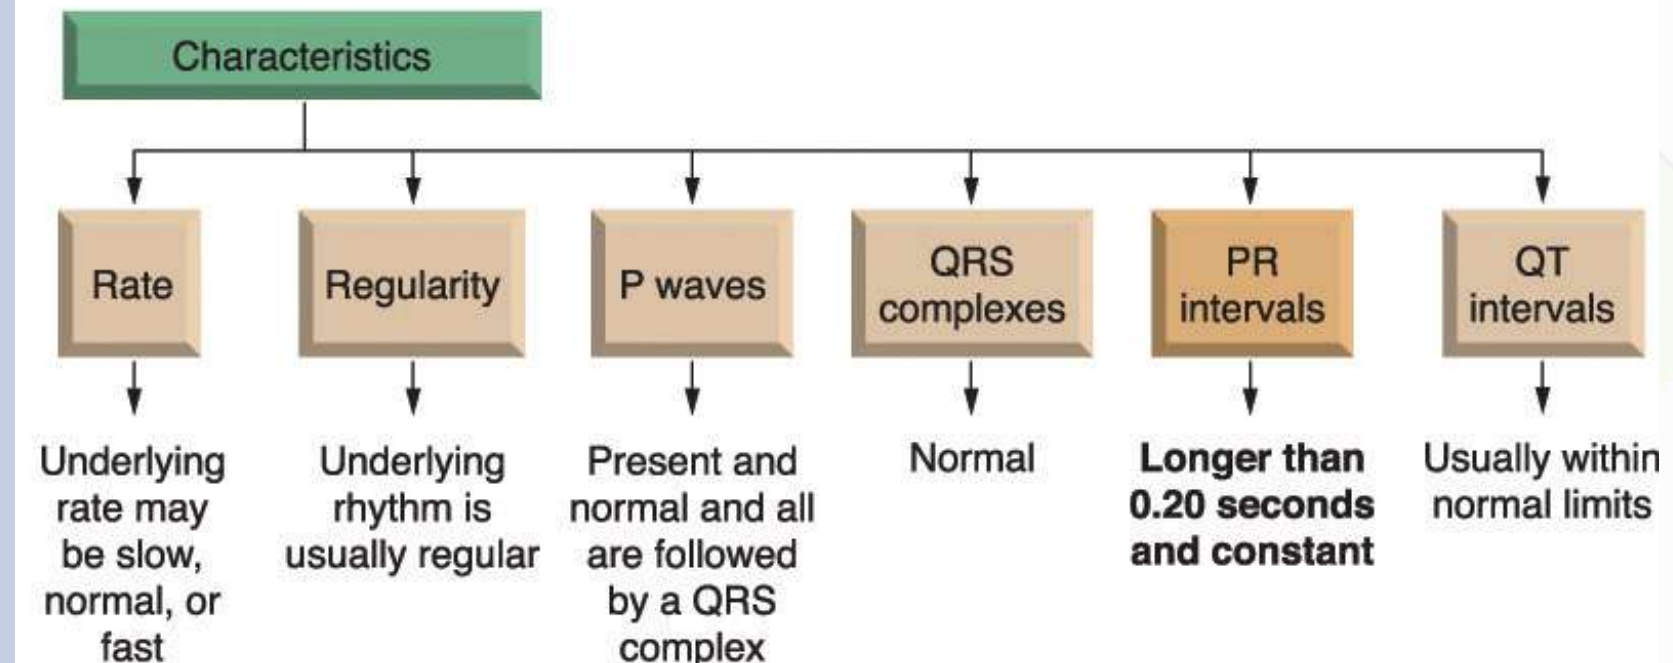 Characteristics
Rate
Regularity
P waves
QRS
complexes
PR
intervals
QT
intervals
Underlying
rate may
be slow,
normal, or
fast
Underlying
rhythm is
usually regular
Present and
normal and all
are followed
by a QRS
complex
Normal
Longer than
0.20 seconds
and constant
Usually within
normal limits